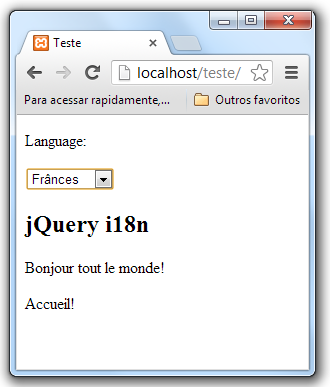 Teste
localhost/teste/
Para acessar rapidamente,...
Outros favoritos
Language:
Frânces
jQuery i18n
Bonjour tout le monde!
Accueil!